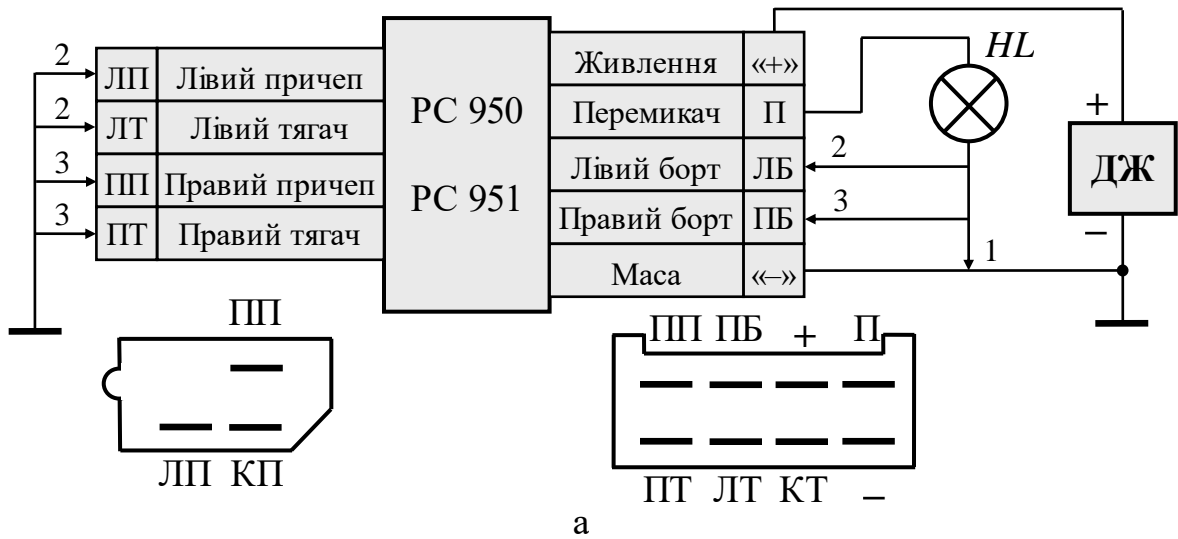 2 ЛП Лівий причеп
2 ЛТ Лівий тягач
3 ПП Правий причеп
3 ПТ Правий тягач
РС 950
РС 951
Живлення «+»
Перемикач П
Лівий борт ЛБ 2
Правий борт ПБ 3
Маса «–» 1
HL
+
ДЖ
–
ПП
ЛП КП
ПП ПБ + П
ПТ ЛТ КТ –
а